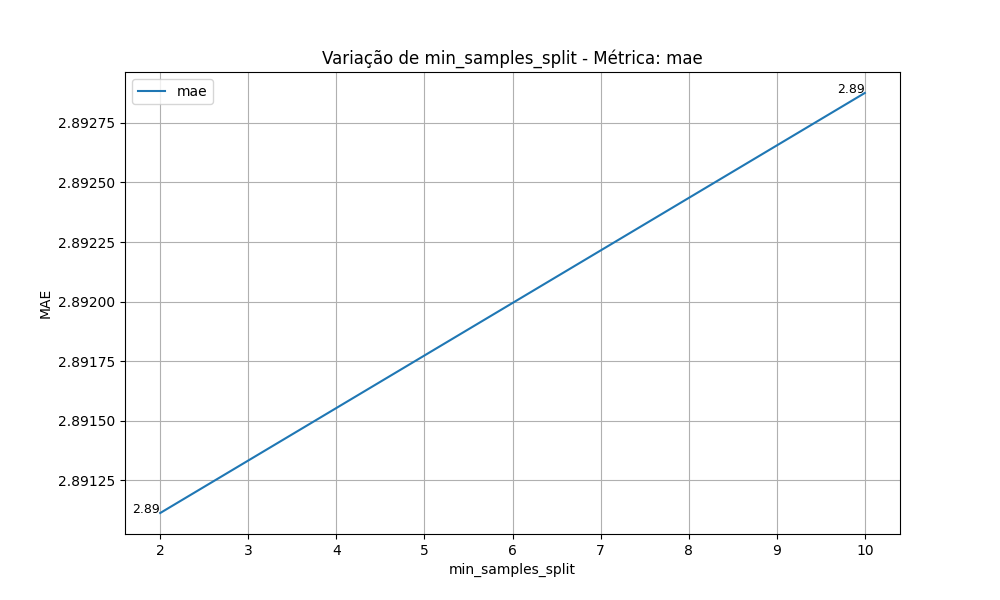 Variação de min_samples_split - Métrica: mae
mae
2.89
2.89
MAE
2.89275
2.89250
2.89225
2.89200
2.89175
2.89150
2.89125
2 3 4 5 6 7 8 9 10
min_samples_split